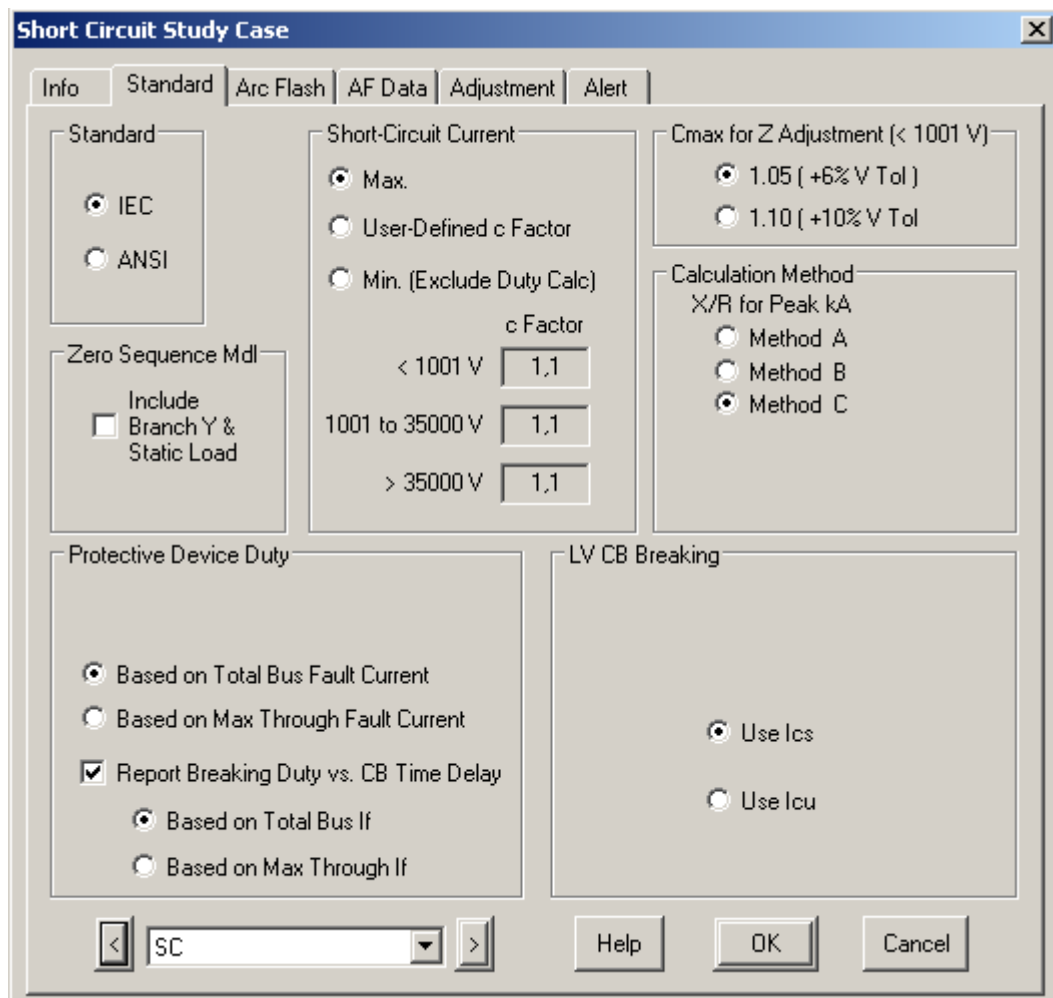 Short Circuit Study Case
Info
Standard
Arc Flash
AF Data
Adjustment
Alert
Standard
IEC
ANSI
Short-Circuit Current
Max.
User-Defined c Factor
Min. (Exclude Duty Calc)
c Factor
< 1001 V 1,1
1001 to 35000 V 1,1
> 35000 V 1,1
Cmax for Z Adjustment (< 1001 V)
1.05 ( +6% V Tol )
1.10 ( +10% V Tol
Calculation Method
X/R for Peak kA
Method A
Method B
Method C
Zero Sequence Mdl
Include
Branch Y &
Static Load
Protective Device Duty
Based on Total Bus Fault Current
Based on Max Through Fault Current
Report Breaking Duty vs. CB Time Delay
Based on Total Bus If
Based on Max Through If
LV CB Breaking
Use Ics
Use Icu
< SC >
Help
OK
Cancel